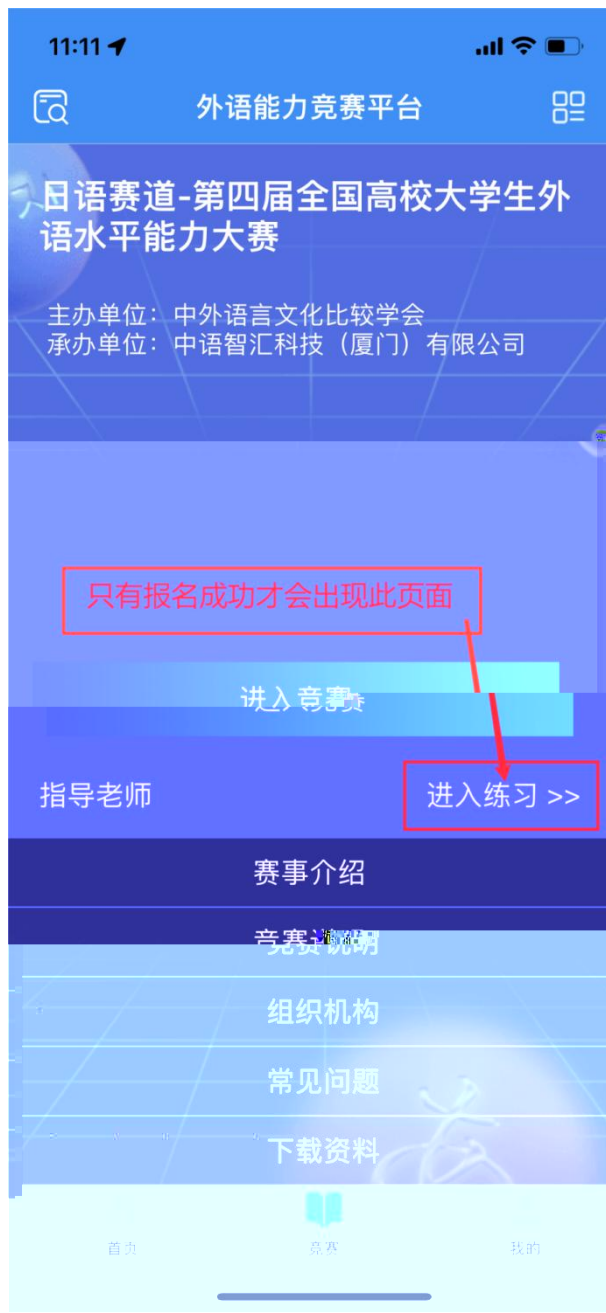 11:11
外语能力竞赛平台
日语赛道-第四届全国高校大学生外
语水平能力大赛
主办单位：中外语言文化比较学会
承办单位：中语智汇科技（厦门）有限公司
只有报名成功才会出现此页面
进入竞赛
指导老师
进入练习 >>
赛事介绍
竞赛说明
组织机构
常见问题
下载资料
首页
竞赛
我的